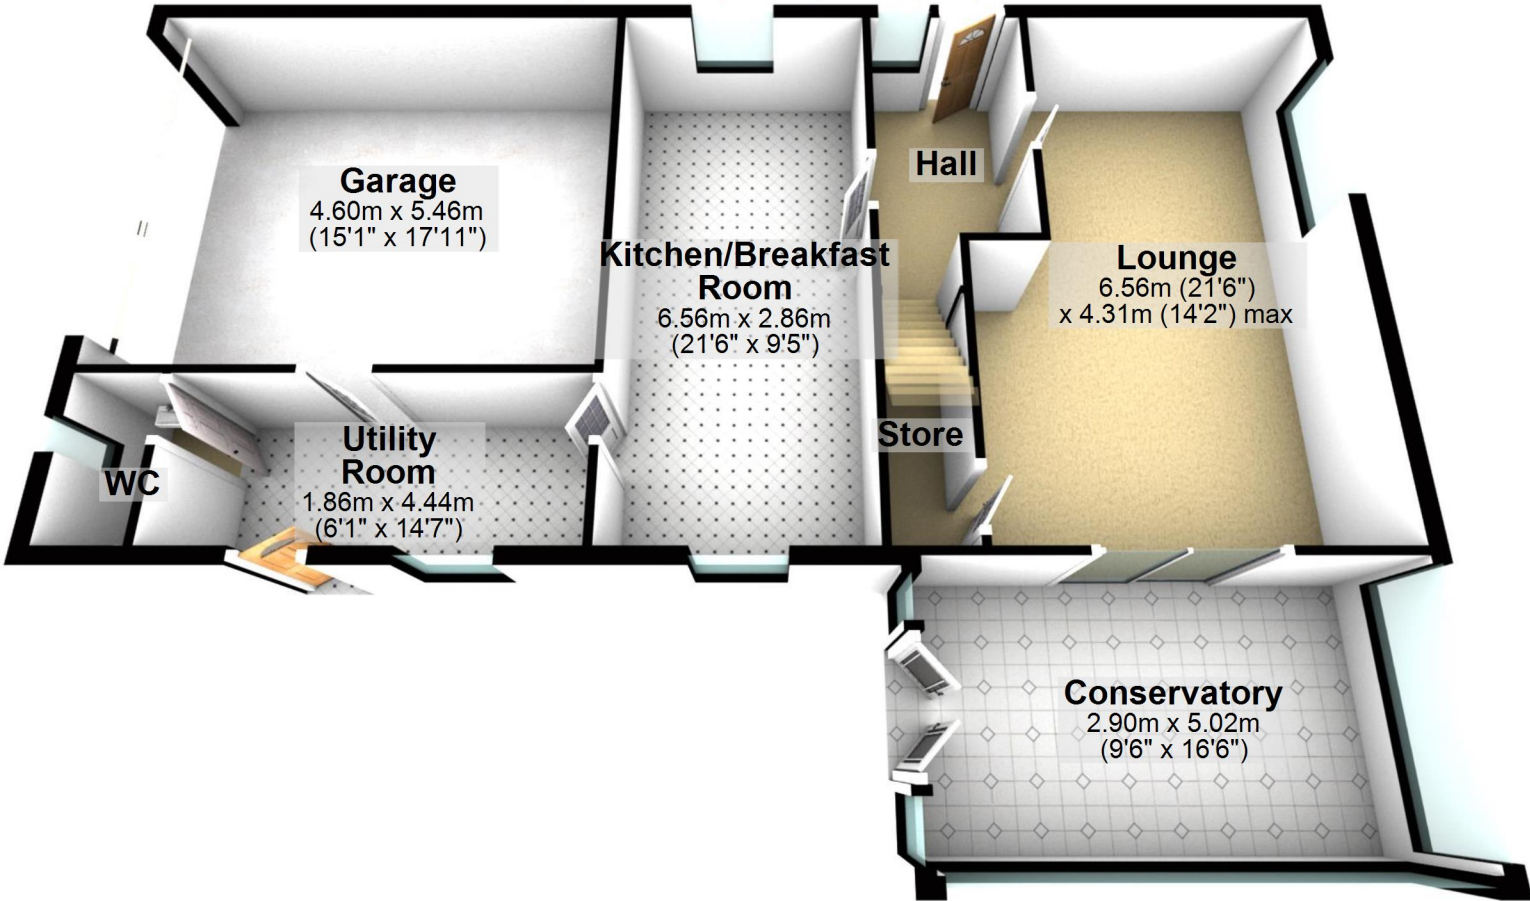 Garage
4.60m x 5.46m
(15'1" x 17'11")
Kitchen/Breakfast
Room
6.56m x 2.86m
(21'6" x 9'5")
Hall
Lounge
6.56m (21'6")
x 4.31m (14'2") max
Store
Utility
Room
1.86m x 4.44m
(6'1" x 14'7")
WC
Conservatory
2.90m x 5.02m
(9'6" x 16'6")